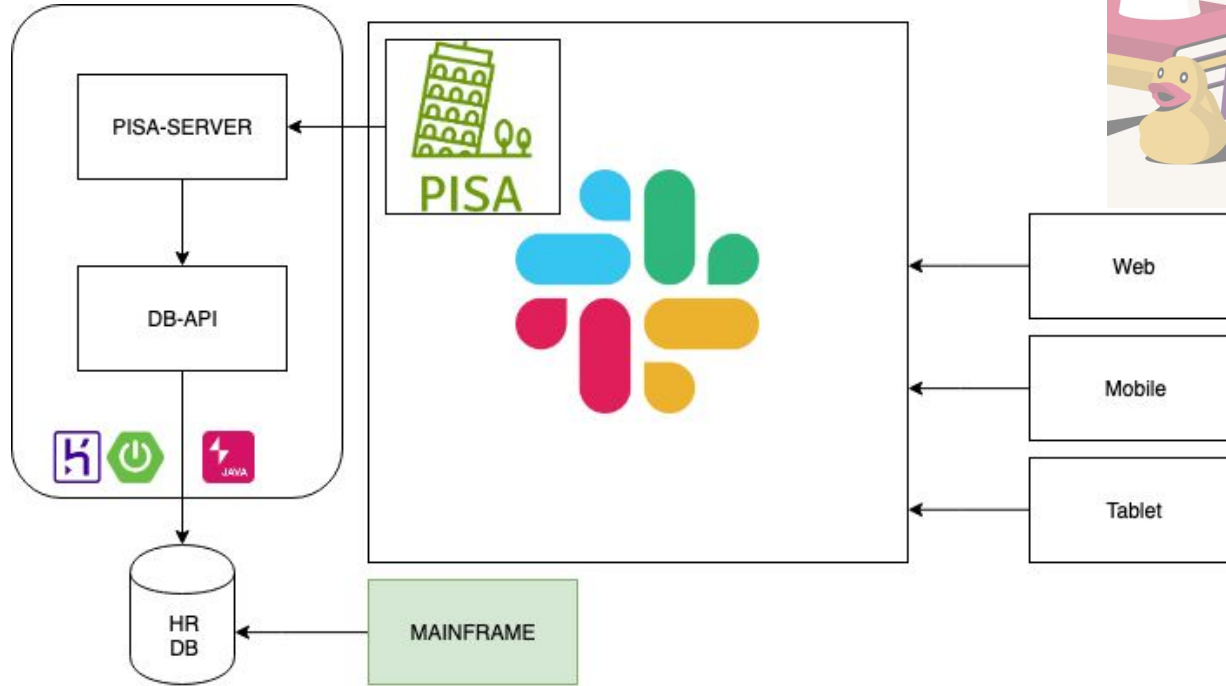 PISA-SERVER
PISA
DB-API
JAVA
HR
DB
MAINFRAME
Web
Mobile
Tablet